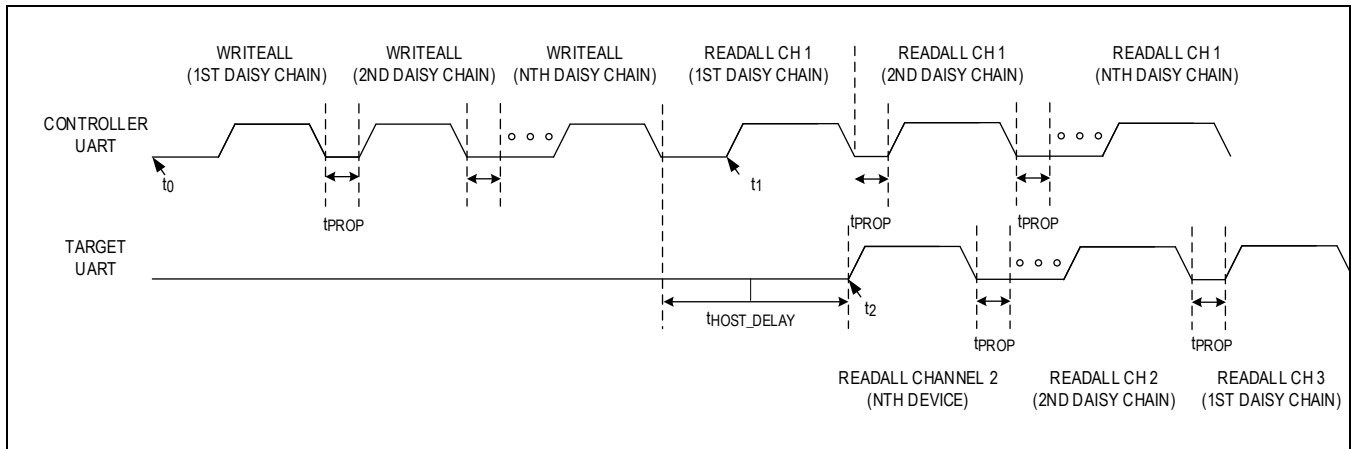 WRITEALL
(1ST DAISY CHAIN)
WRITEALL
(2ND DAISY CHAIN)
WRITEALL
(NTH DAISY CHAIN)
READALL CH 1
(1ST DAISY CHAIN)
READALL CH 1
(2ND DAISY CHAIN)
READALL CH 1
(NTH DAISY CHAIN)
CONTROLLER
UART
t0
t1
tPROP
tPROP
tPROP
TARGET
UART
tHOST_DELAY
t2
tPROP
tPROP
READALL CHANNEL 2
(NTH DEVICE)
READALL CH 2
(2ND DAISY CHAIN)
READALL CH 3
(1ST DAISY CHAIN)